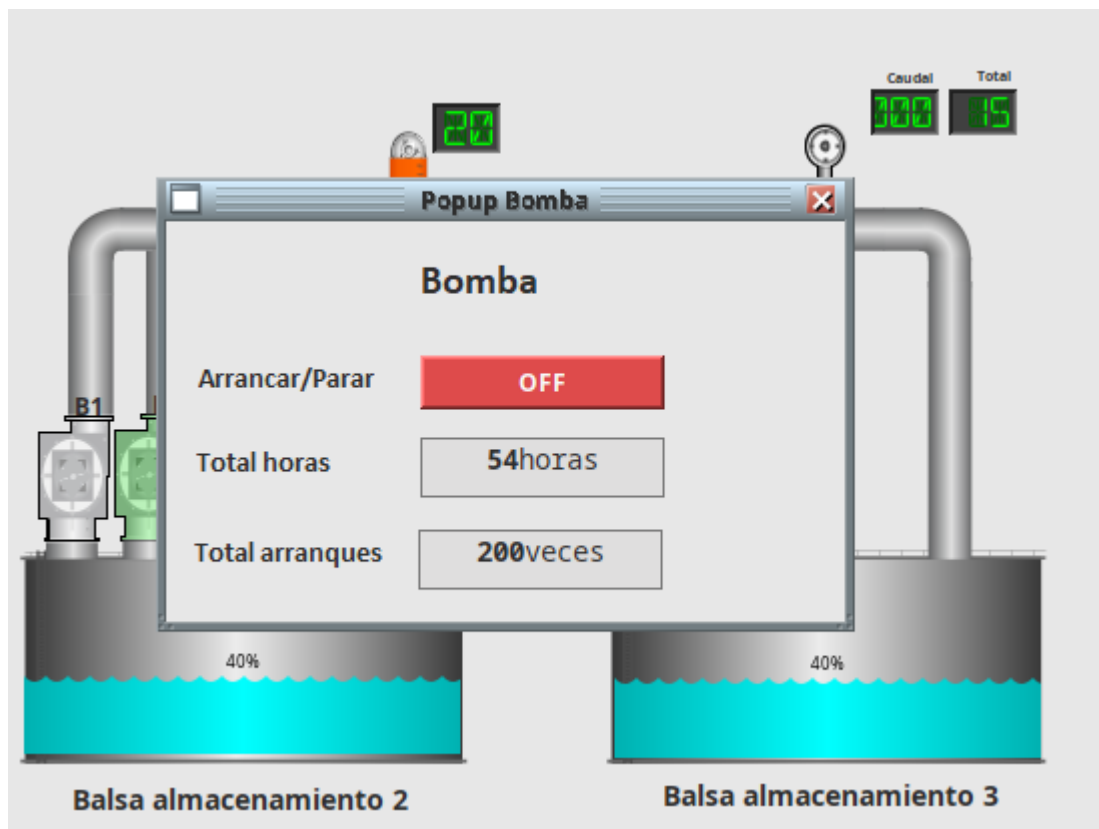 Caudal Total
20
000 15
Popup Bomba
Bomba
Arrancar/Parar OFF
B1
Total horas 54horas
Total arranques 200veces
40% 40%
Balsa almacenamiento 2 Balsa almacenamiento 3